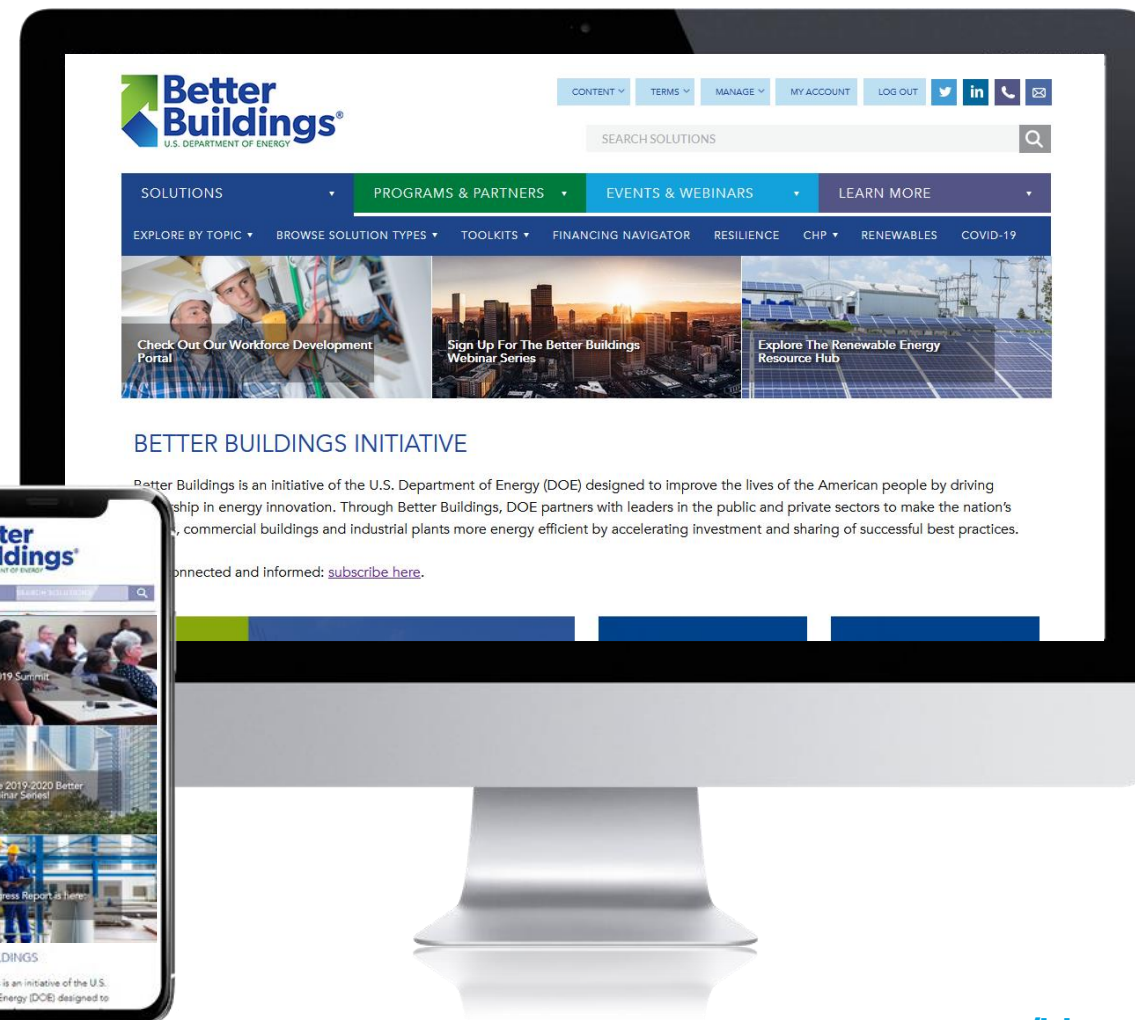 Better
Buildings®
U.S. DEPARTMENT OF ENERGY
CONTENT TERMS MANAGE MY ACCOUNT LOG OUT in
SEARCH SOLUTIONS
SOLUTIONS PROGRAMS & PARTNERS EVENTS & WEBINARS LEARN MORE
EXPLORE BY TOPIC BROWSE SOLUTION TYPES TOOLKITS FINANCING NAVIGATOR RESILIENCE CHP RENEWABLES COVID-19
Check Out Our Workforce Development
Portal
Sign Up For The Better Buildings
Webinar Series
Explore The Renewable Energy
Resource Hub
BETTER BUILDINGS INITIATIVE
Better Buildings is an initiative of the U.S. Department of Energy (DOE) designed to improve the lives of the American people by driving
ship in energy innovation. Through Better Buildings, DOE partners with leaders in the public and private sectors to make the nation's
, commercial buildings and industrial plants more energy efficient by accelerating investment and sharing of successful best practices.
onnected and informed: subscribe here.
ter
ldings®
SEARCH SOLUTIONS
019 Summit
2019-2020 Better
inar Series!
gress Report is here
LDINGS
is an initiative of the U.S.
Energy (DOE) designed to